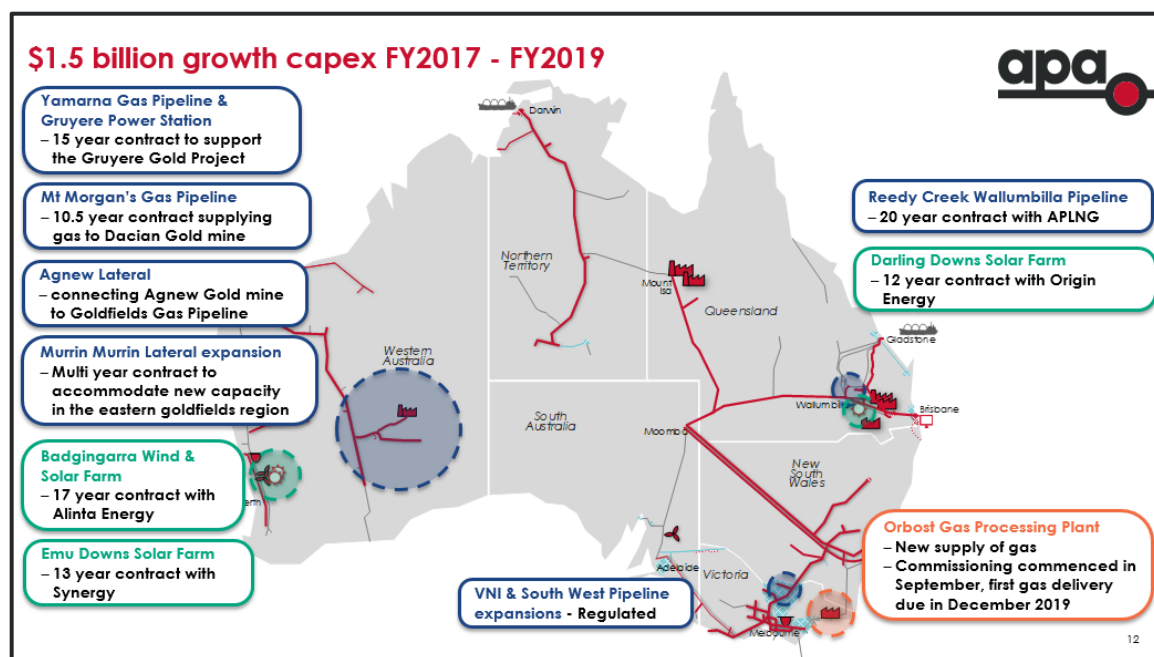 $1.5 billion growth capex FY2017 - FY2019
apa
Yamarna Gas Pipeline &
Gruyere Power Station
– 15 year contract to support
the Gruyere Gold Project
Mt Morgan's Gas Pipeline
– 10.5 year contract supplying
gas to Dacian Gold mine
Agnew Lateral
– connecting Agnew Gold mine
to Goldfields Gas Pipeline
Murrin Murrin Lateral expansion
– Multi year contract to
accommodate new capacity
in the eastern goldfields region
Badgingarra Wind &
Solar Farm
– 17 year contract with
Alinta Energy
Emu Downs Solar Farm
– 13 year contract with
Synergy
Darwin
Northern
Territory
Mount
Isa
Queensland
Western
Australia
South
Australia
Gladstone
Wallumbilla
Brisbane
Moomba
New
South
Wales
Adelaide
Victoria
Melbourne
Reedy Creek Wallumbilla Pipeline
– 20 year contract with APLNG
Darling Downs Solar Farm
– 12 year contract with Origin
Energy
VNI & South West Pipeline
expansions - Regulated
Orbost Gas Processing Plant
– New supply of gas
– Commissioning commenced in
September, first gas delivery
due in December 2019
12